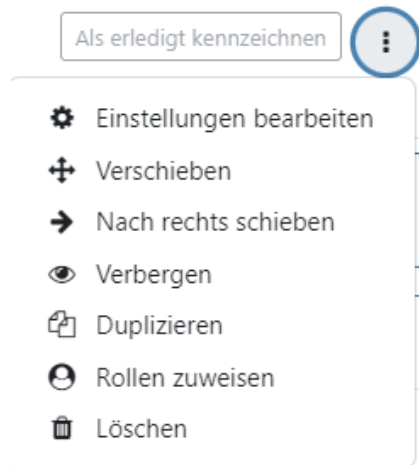 Als erledigt kennzeichnen
Einstellungen bearbeiten
Verschieben
Nach rechts schieben
Verbergen
Duplizieren
Rollen zuweisen
Löschen